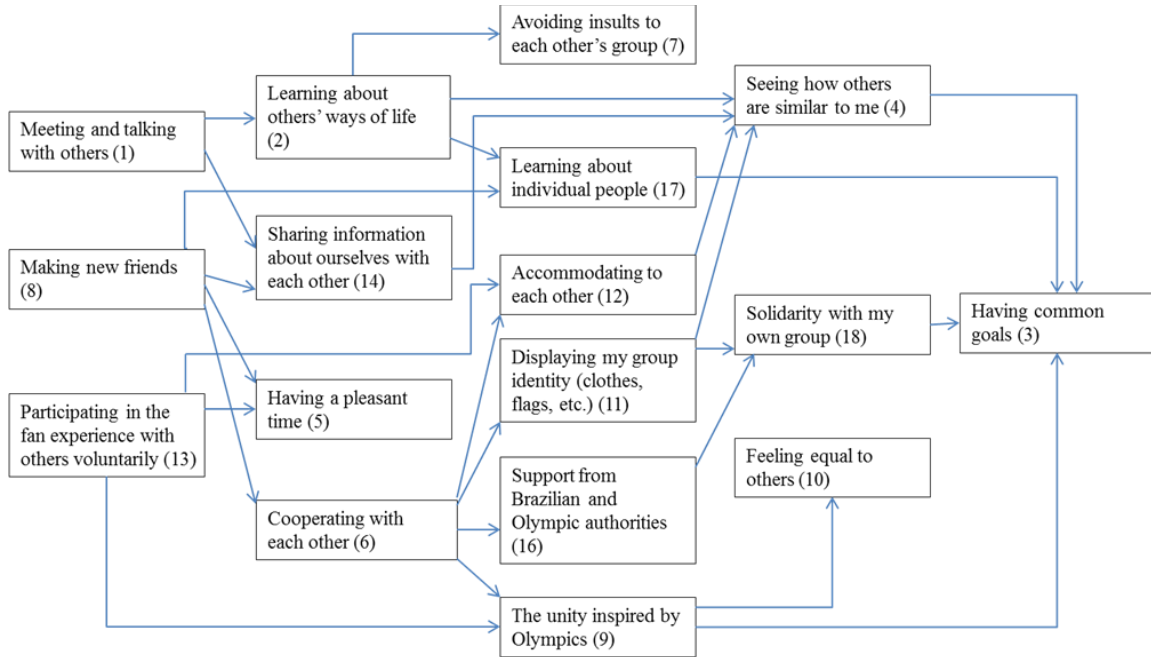 Avoiding insults to
each other's group (7)
Learning about
others' ways of life
(2)
Seeing how others
are similar to me (4)
Meeting and talking
with others (1)
Learning about
individual people (17)
Sharing information
about ourselves with
each other (14)
Making new friends
(8)
Accommodating to
each other (12)
Solidarity with my
own group (18)
Having common
goals (3)
Displaying my group
identity (clothes,
flags, etc.) (11)
Having a pleasant
time (5)
Participating in the
fan experience with
others voluntarily (13)
Feeling equal to
others (10)
Support from
Brazilian and
Olympic authorities
(16)
Cooperating with
each other (6)
The unity inspired by
Olympics (9)